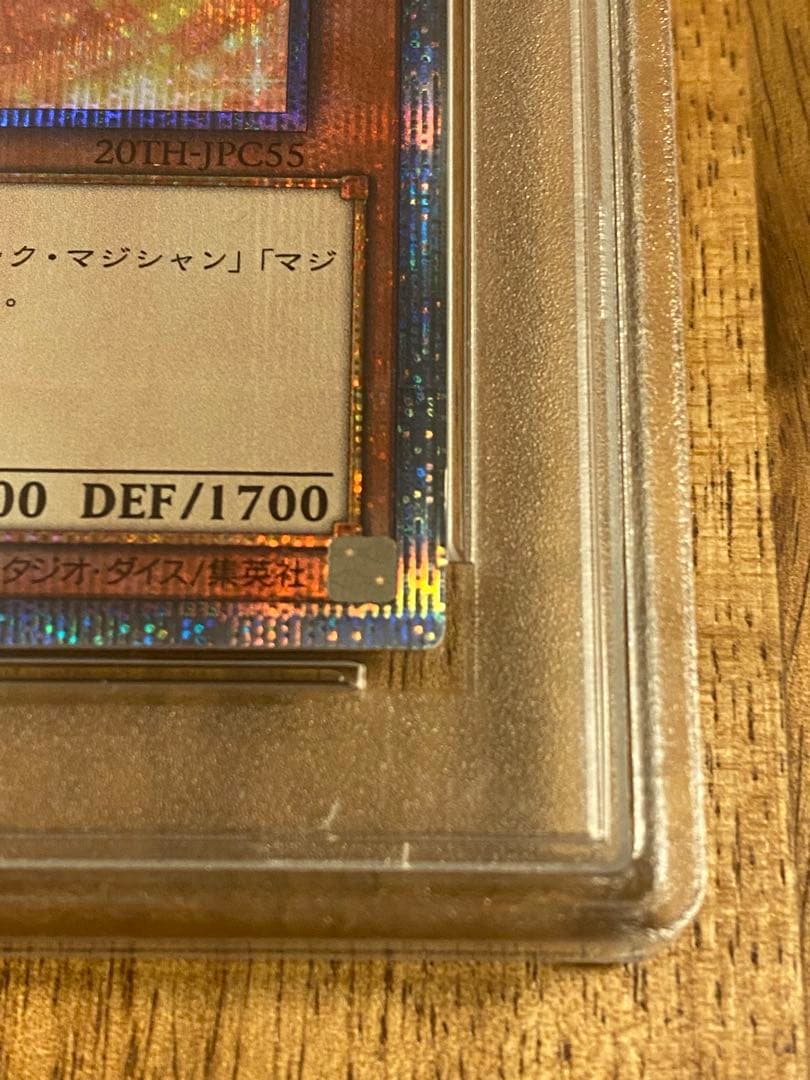 20TH-JPC55
ック・マジシャン」「マジ
。
00 DEF/1700
タジオ・ダイス/集英社